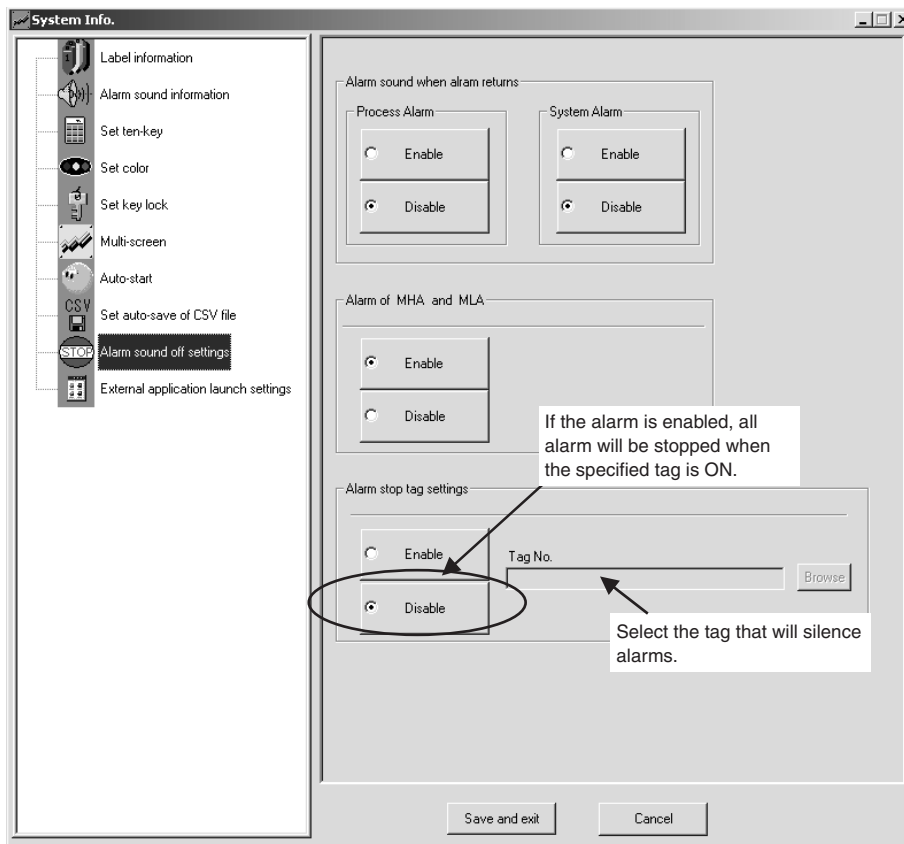 System Info.
Label information
Alarm sound information
Set ten-key
Set color
Set key lock
Multi-screen
Auto-start
CSV
Set auto-save of CSV file
STOP
Alarm sound off settings
External application launch settings
Alarm sound when alram returns
Process Alarm
Enable
Disable
System Alarm
Enable
Disable
Alarm of MHA and MLA
Enable
Disable
If the alarm is enabled, all
alarm will be stopped when
the specified tag is ON.
Alarm stop tag settings
Enable
Disable
Tag No.
Browse
Select the tag that will silence
alarms.
Save and exit
Cancel